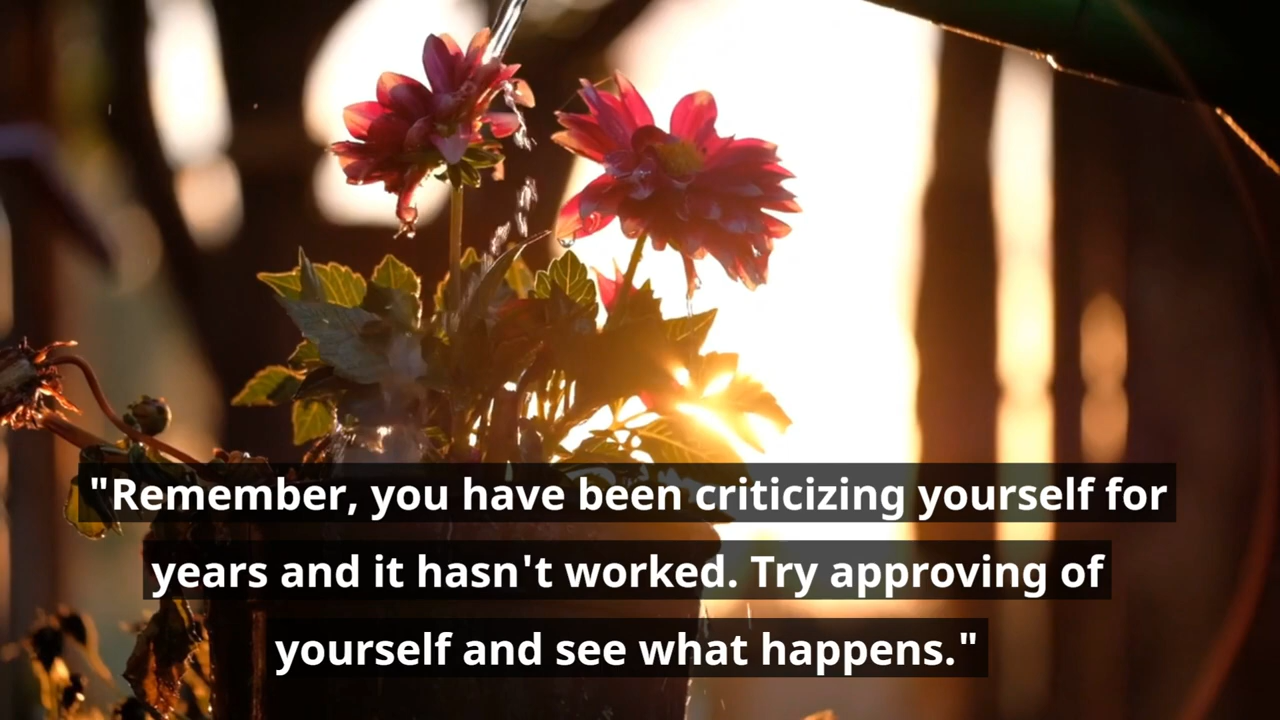 "Remember, you have been criticizing yourself for
years and it hasn't worked. Try approving of
yourself and see what happens."